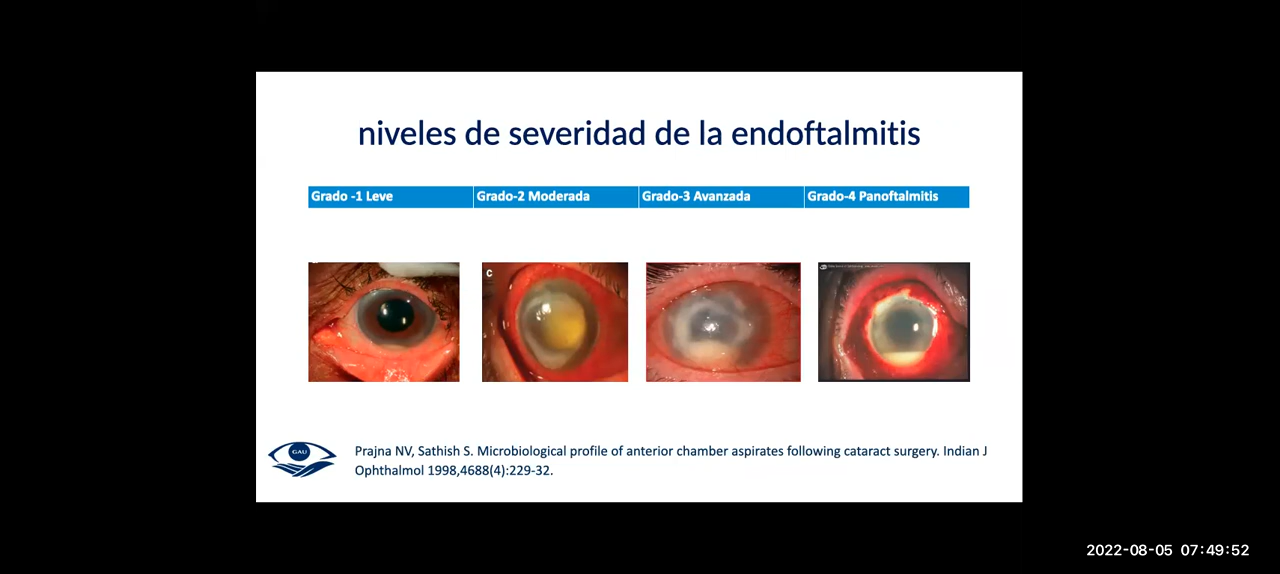 niveles de severidad de la endoftalmitis
Grado -1 Leve
Grado-2 Moderada
Grado-3 Avanzada
Grado-4 Panoftalmitis
C
GAU
Prajna NV, Sathish S. Microbiological profile of anterior chamber aspirates following cataract surgery. Indian J
Ophthalmol 1998,4688(4):229-32.
2022-08-05 07:49:52